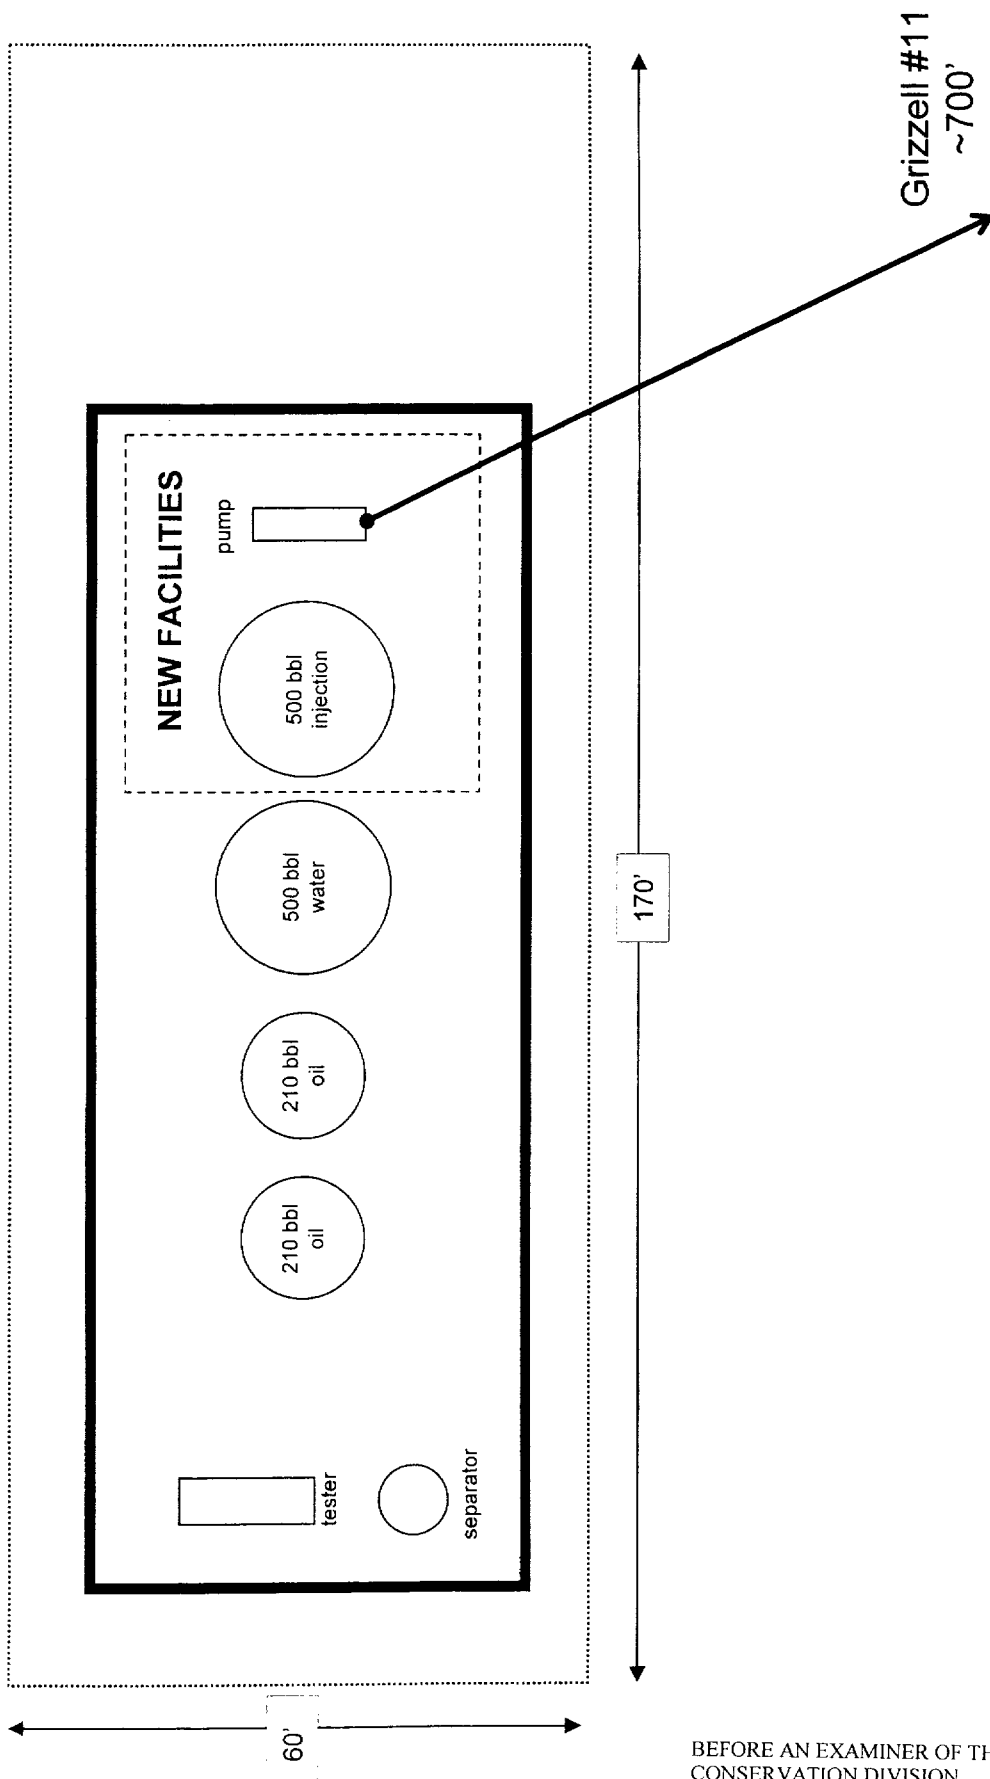 NEW FACILITIES
pump
500 bbl
injection
500 bbl
water
210 bbl
oil
210 bbl
oil
tester
separator
60'
170'
Grizzell #11
~700'
BEFORE AN EXAMINER OF TH
CONSERVATION DIVISION